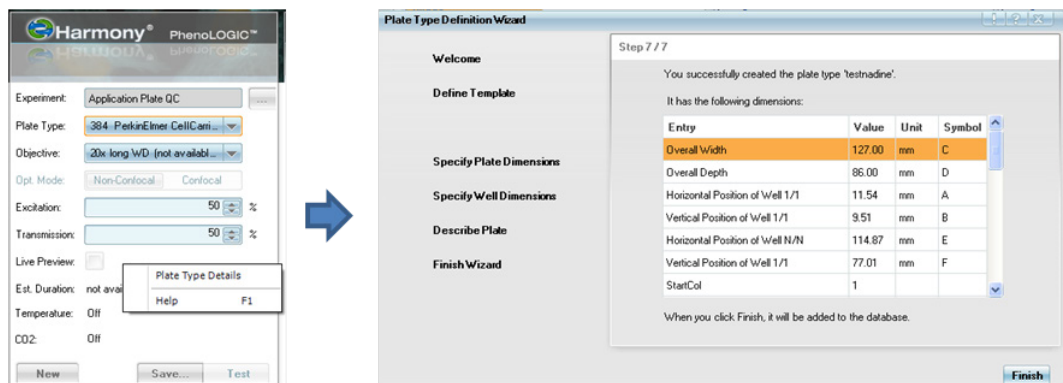 Harmony® PhenoLOGIC™
Experiment: Application Plate QC ...
Plate Type: 384 PerkinElmer CellCarri...
Objective: 20x long WD (not availabl...
Opt. Mode: Non-Confocal Confocal
Excitation: 50 %
Transmission: 50 %
Live Preview:
Plate Type Details
Est. Duration: not avai
Help F1
Temperature: Off
CO2: Off
New Save... Test
Plate Type Definition Wizard
Welcome
Define Template
Specify Plate Dimensions
Specify Well Dimensions
Describe Plate
Finish Wizard
Step 7 / 7
You successfully created the plate type 'testnadine'.
It has the following dimensions:
Entry Value Unit Symbol
Overall Width 127.00 mm C
Overall Depth 86.00 mm D
Horizontal Position of Well 1/1 11.54 mm A
Vertical Position of Well 1/1 9.51 mm B
Horizontal Position of Well N/N 114.87 mm E
Vertical Position of Well 1/1 77.01 mm F
StartCol 1
When you click Finish, it will be added to the database.
Finish